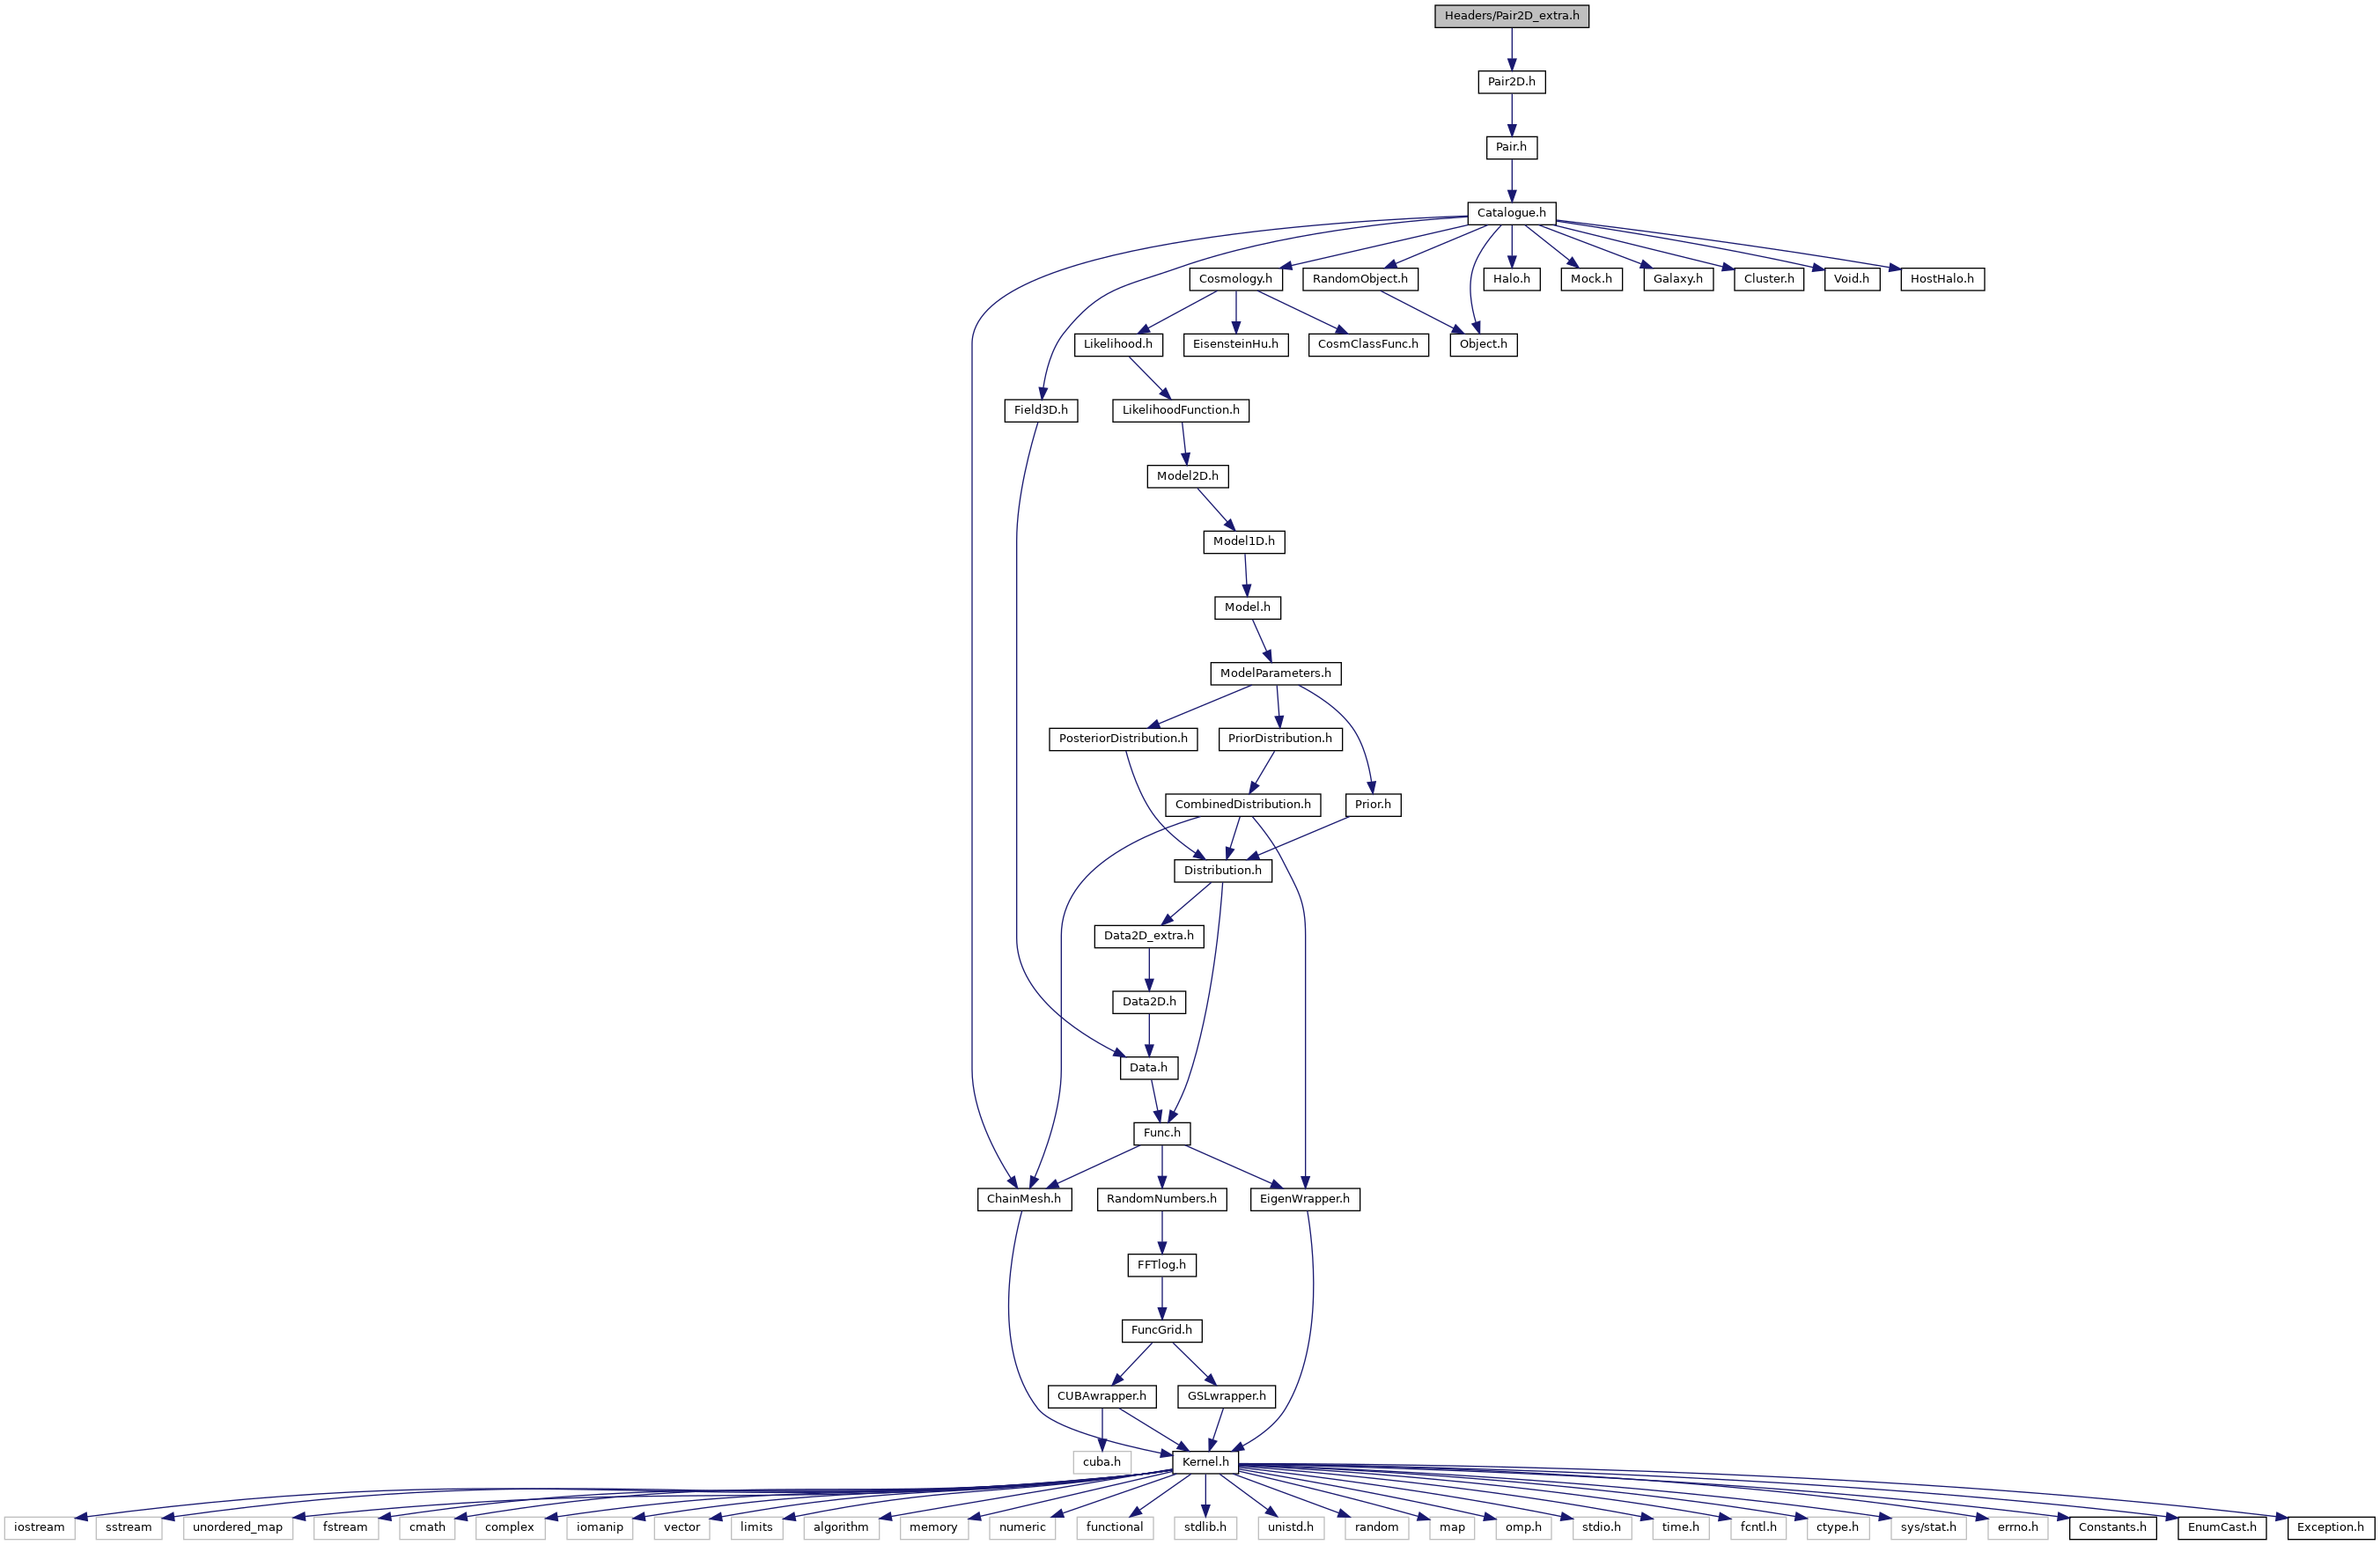 Headers/Pair2D_extra.h
Pair2D.h
Pair.h
Catalogue.h
Cosmology.h
RandomObject.h
Halo.h
Mock.h
Galaxy.h
Cluster.h
Void.h
HostHalo.h
Likelihood.h
EisensteinHu.h
CosmClassFunc.h
Object.h
Field3D.h
LikelihoodFunction.h
Model2D.h
Model1D.h
Model.h
ModelParameters.h
PosteriorDistribution.h
PriorDistribution.h
CombinedDistribution.h
Prior.h
Distribution.h
Data2D_extra.h
Data2D.h
Data.h
Func.h
ChainMesh.h
RandomNumbers.h
EigenWrapper.h
FFTlog.h
FuncGrid.h
CUBAwrapper.h
GSLwrapper.h
cuba.h
Kernel.h
iostream
sstream
unordered_map
fstream
cmath
complex
iomanip
vector
limits
algorithm
memory
numeric
functional
stdlib.h
unistd.h
random
map
omp.h
stdio.h
time.h
fcntl.h
ctype.h
sys/stat.h
errno.h
Constants.h
EnumCast.h
Exception.h